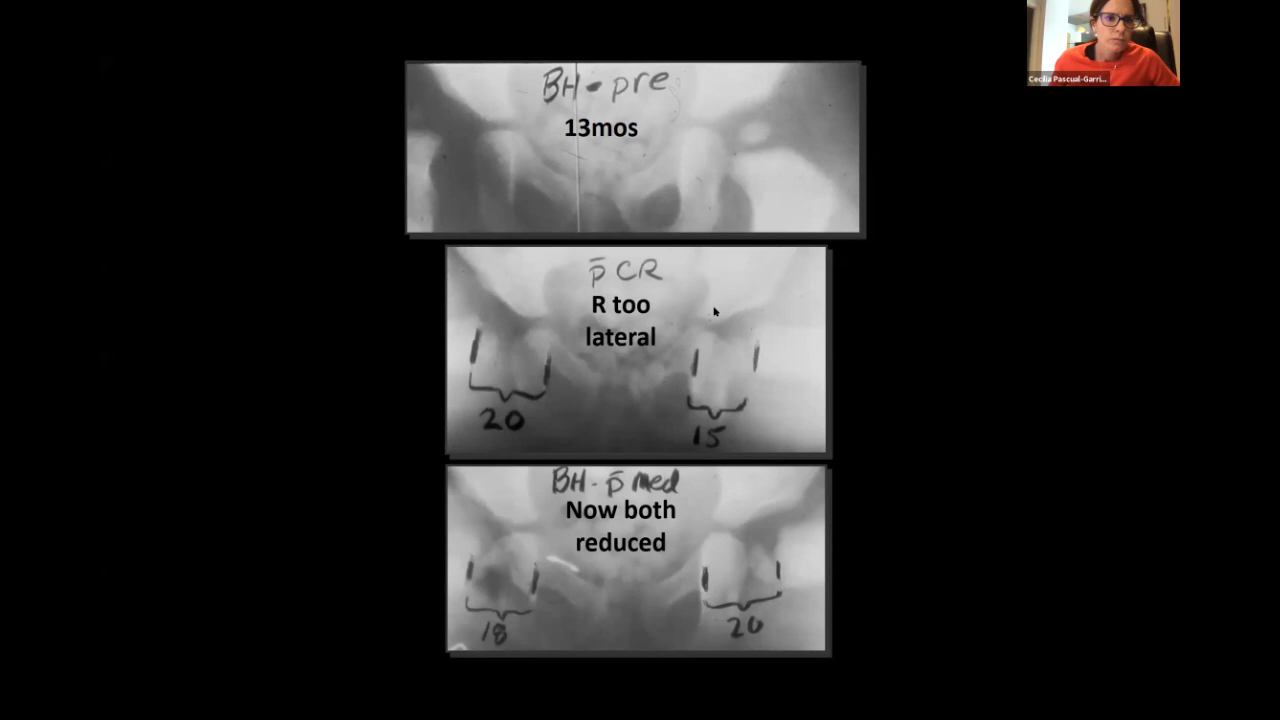 Cecilia Pascual-Garri...
BH - pre
13mos
p̄ CR
R too
lateral
20
15
BH - p̄ med
Now both
reduced
18
20